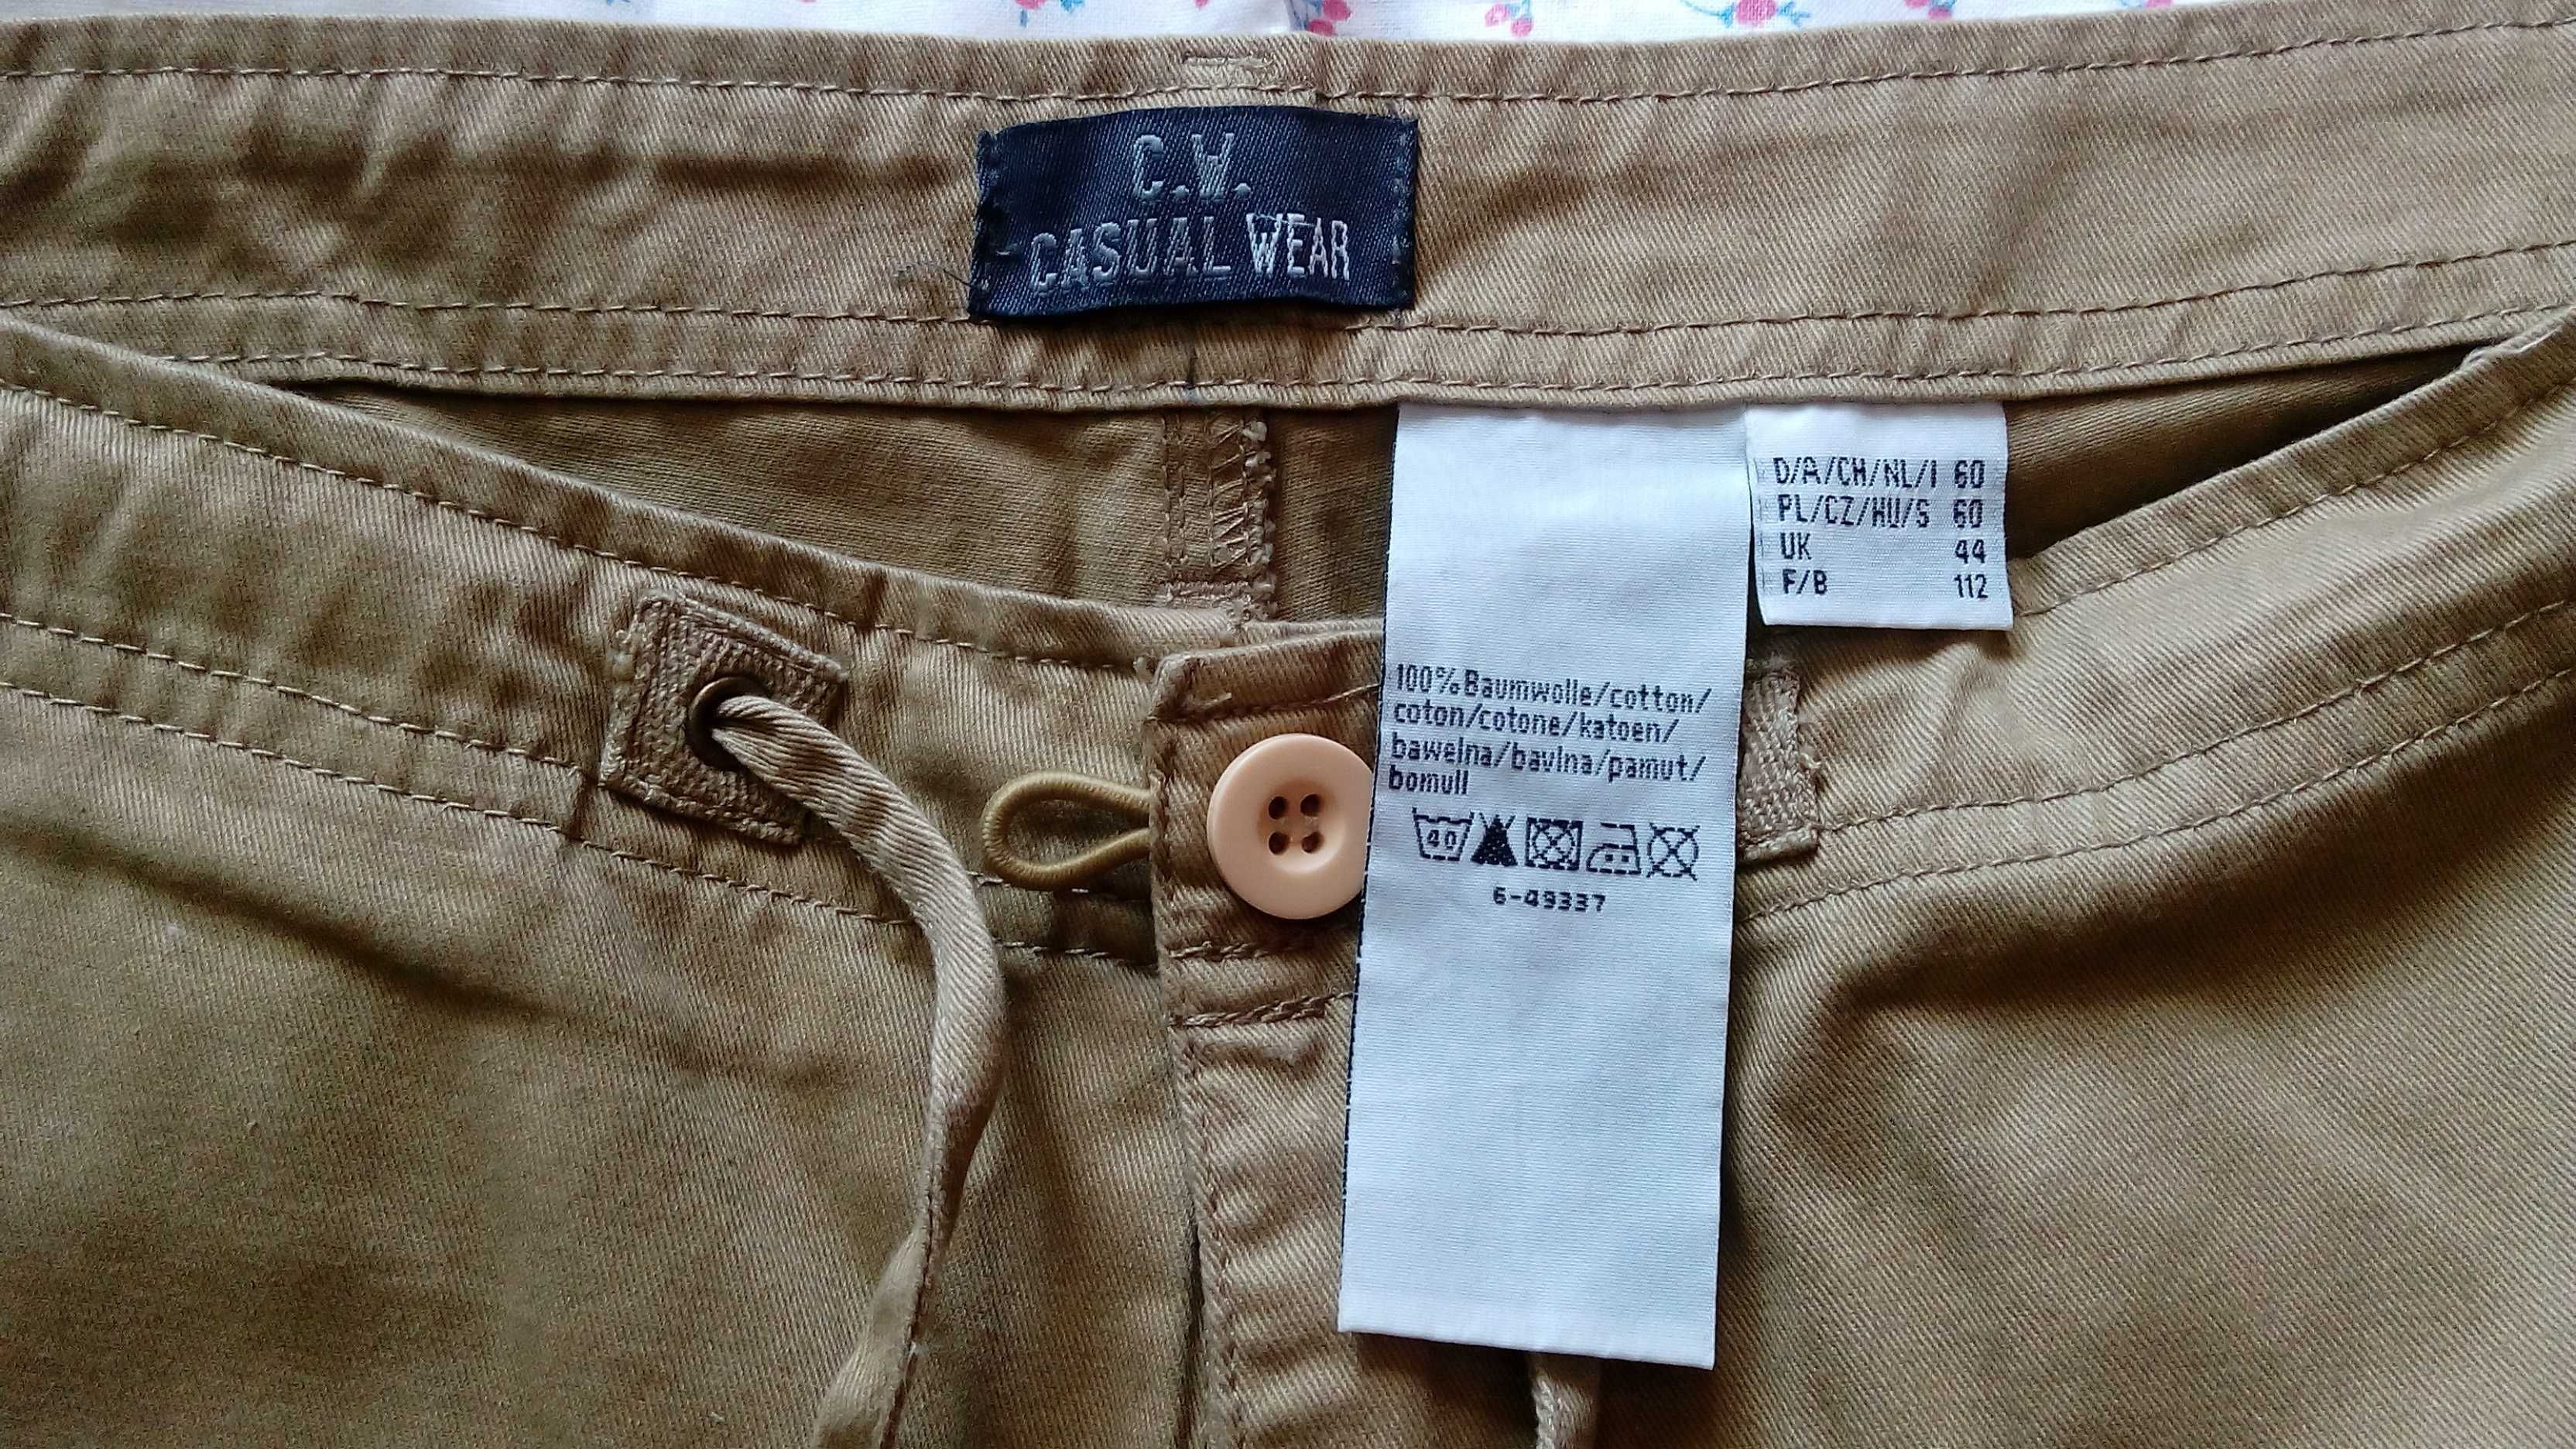 C.W.
CASUAL WEAR
D/A/CH/NL/I 60
PL/CZ/HU/S 60
UK 44
F/B 112
100%Baumwolle/cotton/
coton/cotone/katoen/
bawelna/bavlna/pamut/
bomull
40
6-49337